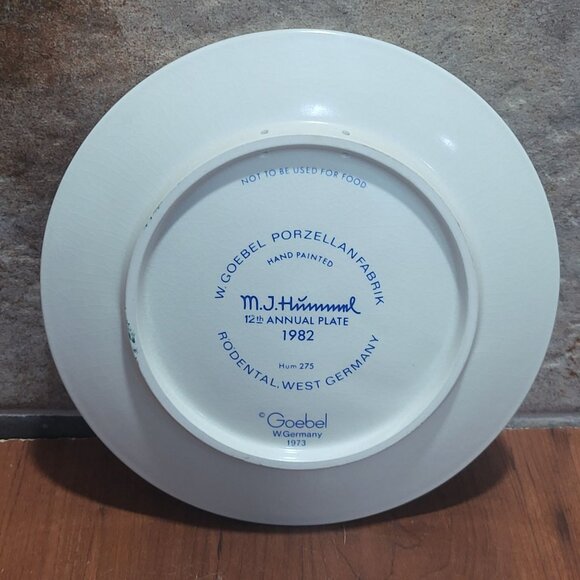 NOT TO BE USED FOR FOOD
W. GOEBEL PORZELLANFABRIK
HAND PAINTED
M.J. Hummel
12th ANNUAL PLATE
1982
Hum 275
RÖDENTAL, WEST GERMANY
© Goebel
W. Germany
1973